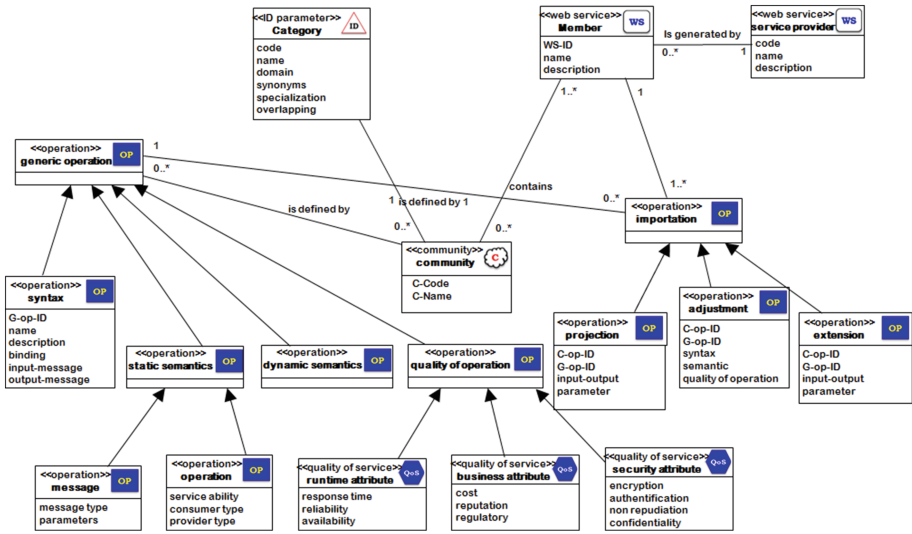 <<ID parameter>>
Category
ID
code
name
domain
synonyms
specialization
overlapping
<<web service>>
Member
WS
WS-ID
name
description
Is generated by
0..*
1
<<web service>>
service provider
WS
code
name
description
1..*
1
<<operation>>
generic operation
OP
1
0..*
is defined by
1
is defined by 1
0..*
0..*
contains
0..*
1..*
<<operation>>
importation
OP
<<community>>
community
C
C-Code
C-Name
<<operation>>
syntax
OP
G-op-ID
name
description
binding
input-message
output-message
<<operation>>
static semantics
OP
<<operation>>
dynamic semantics
OP
<<operation>>
quality of operation
OP
<<operation>>
projection
OP
C-op-ID
G-op-ID
input-output
parameter
<<operation>>
adjustment
OP
C-op-ID
G-op-ID
syntax
semantic
quality of operation
<<operation>>
extension
OP
C-op-ID
G-op-ID
input-output
parameter
<<operation>>
message
OP
message type
parameters
<<operation>>
operation
OP
service ability
consumer type
provider type
<<quality of service>>
runtime attribute
QoS
response time
reliability
availability
<<quality of service>>
business attribute
QoS
cost
reputation
regulatory
<<quality of service>>
security attribute
QoS
encryption
authentification
non repudiation
confidentiality